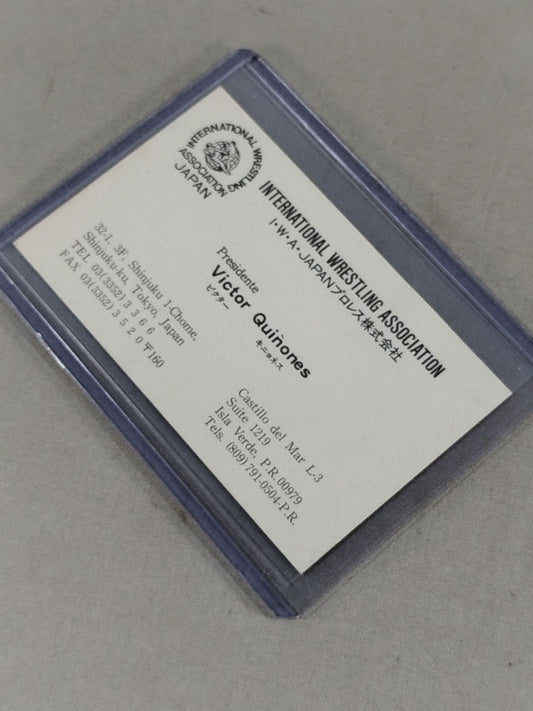 INTERNATIONAL WRESTLING
ASSOCIATION
JAPAN
INTERNATIONAL WRESTLING ASSOCIATION
I・W・A・JAPANプロレス株式会社
Presidente
Victor Quiñones
ビクター キニョネス
32-1, 3F Shinjuku 1-Chome,
Shinjuku-ku, Tokyo, Japan
TEL 03(3352)3366
FAX 03(3352)3520〒160
Castillo del Mar L-3
Suite 1219
Isla Verde, P.R. 00979
Tels. (809)791-0504-P.R.